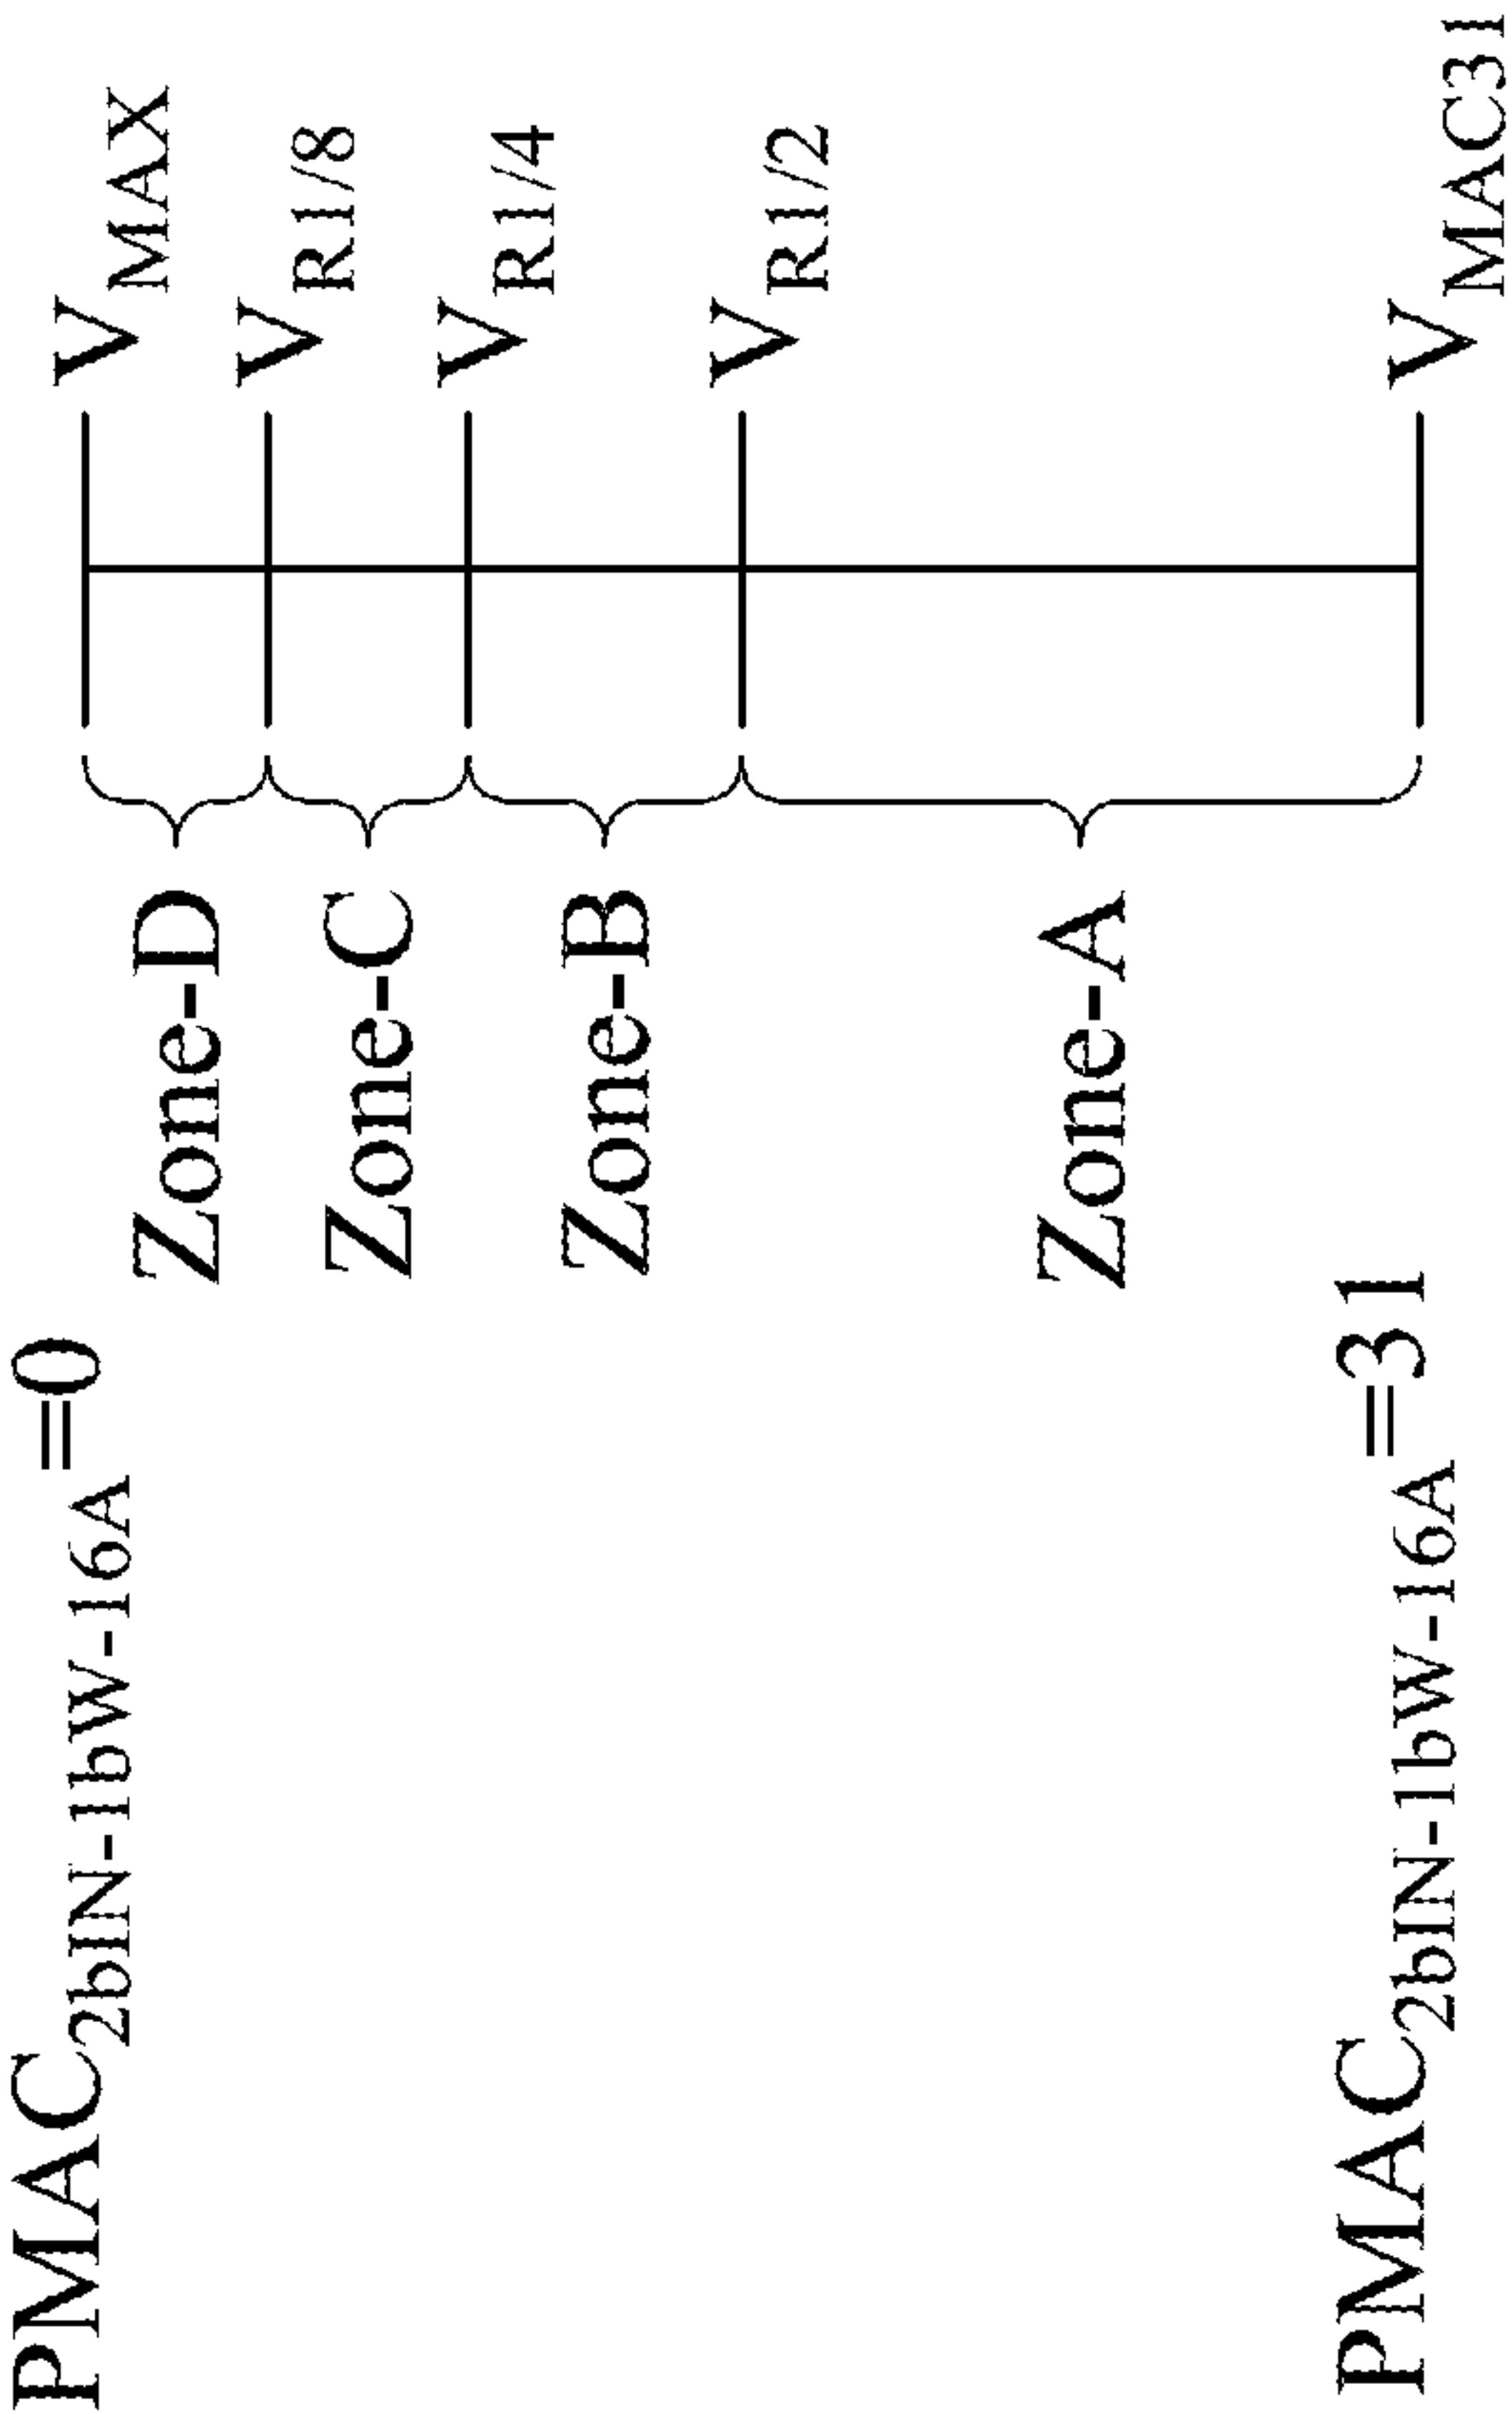 PMAC2bIN-1bW-16A=0
VMAX
Zone-D
VR1/8
Zone-C
VR1/4
Zone-B
VR1/2
Zone-A
PMAC2bIN-1bW-16A=31
VMAC31